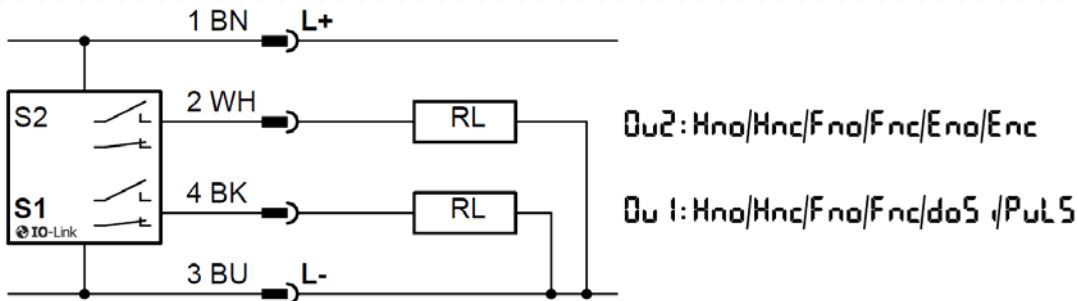 1 BN L+
S2 2 WH RL Ou2:Hno/Hnc/Fno/Fnc/Eno/Enc
S1 4 BK RL Ou1:Hno/Hnc/Fno/Fnc/doSi/PuLS
IO-Link
3 BU L-